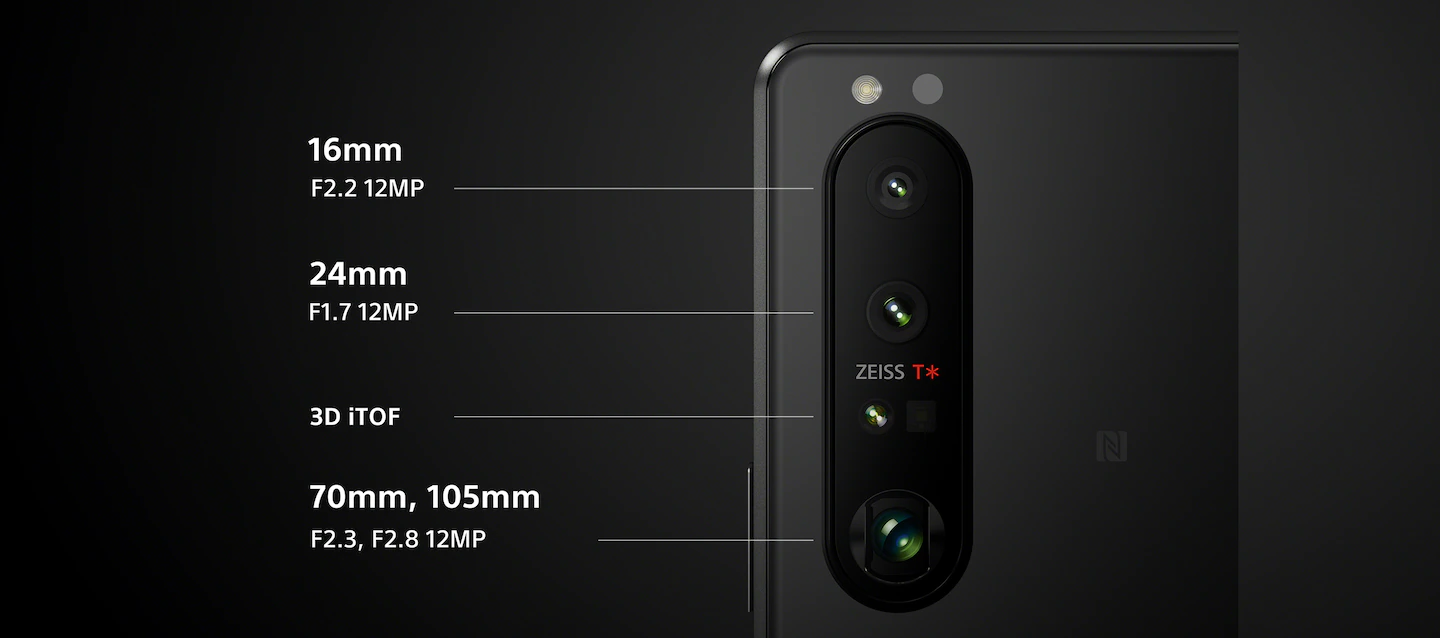 16mm
F2.2 12MP
24mm
F1.7 12MP
ZEISS T*
3D iTOF
70mm, 105mm
F2.3, F2.8 12MP